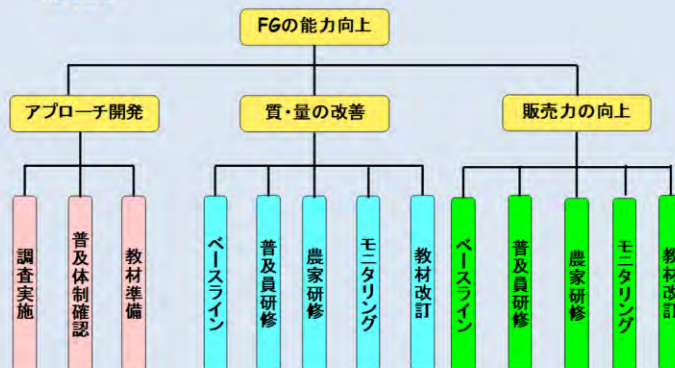 FGの能力向上
アプローチ開発
質・量の改善
販売力の向上
調査実施
普及体制確認
教材準備
ベースライン
普及員研修
農家研修
モニタリング
教材改訂
ベースライン
普及員研修
農家研修
モニタリング
教材改訂